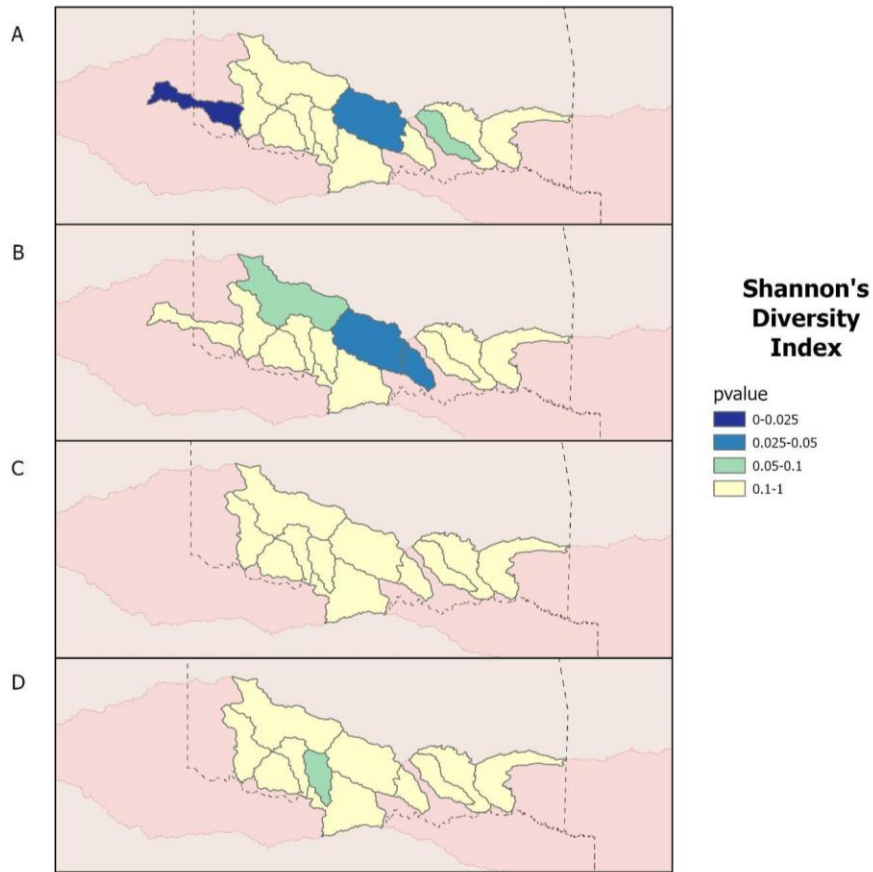 A
B
C
D
Shannon's
Diversity
Index
pvalue
0-0.025
0.025-0.05
0.05-0.1
0.1-1